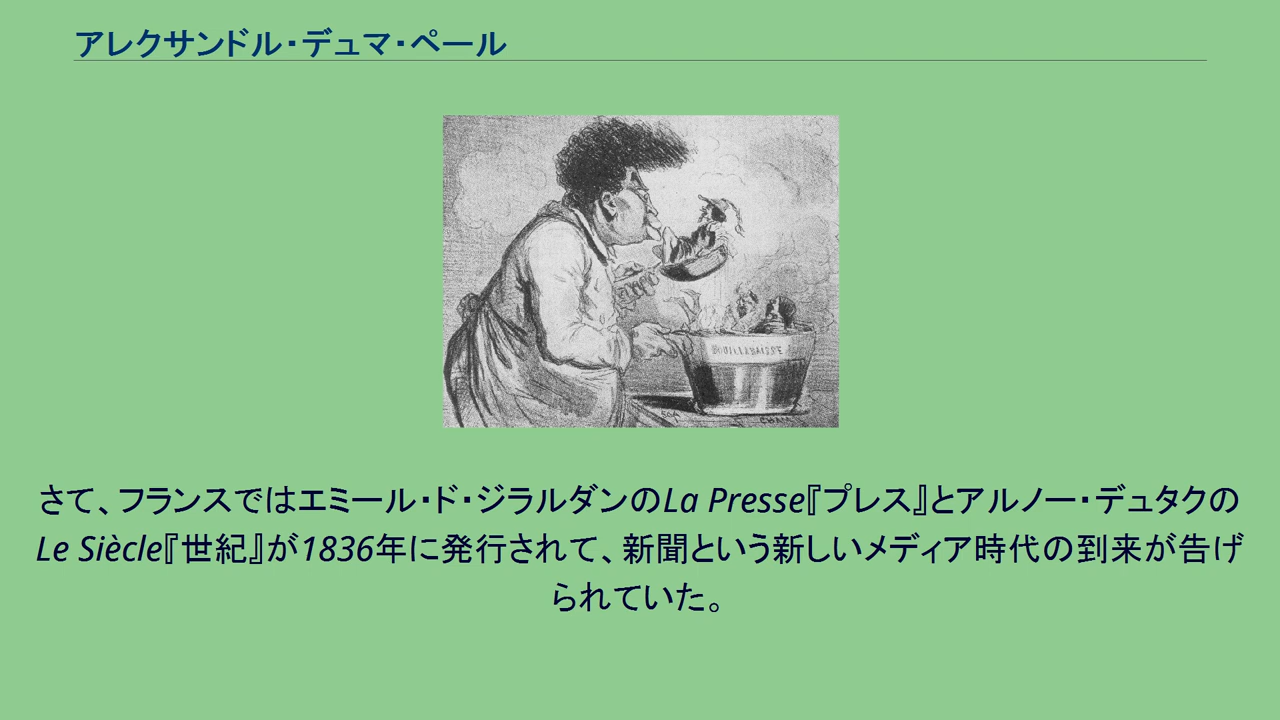 アレクサンドル・デュマ・ペール
BOUILLABAISSE
CHAM
さて、フランスではエミール・ド・ジラルダンのLa Presse『プレス』とアルノー・デュタクの
Le Siècle『世紀』が1836年に発行されて、新聞という新しいメディア時代の到来が告げ
られていた。